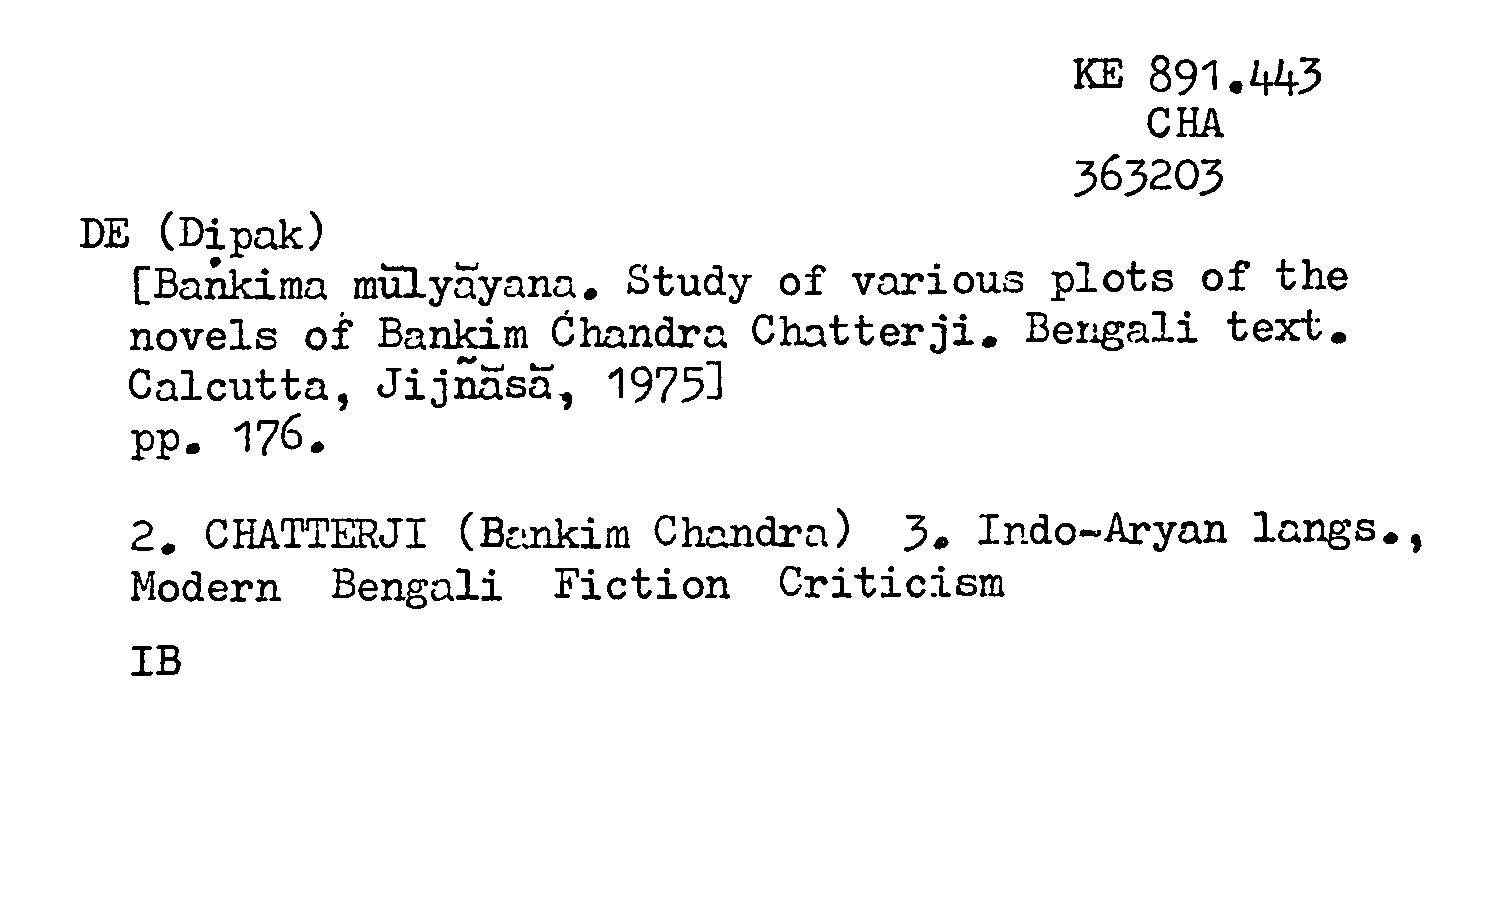 KE 891.443
CHA
363203
DE (Dipak)
[Baṅkima mūlyāyana. Study of various plots of the
novels of Bankim Chandra Chatterji. Bengali text.
Calcutta, Jijñāsā, 1975]
pp. 176.
2. CHATTERJI (Bankim Chandra) 3. Indo-Aryan langs.,
Modern Bengali Fiction Criticism
IB